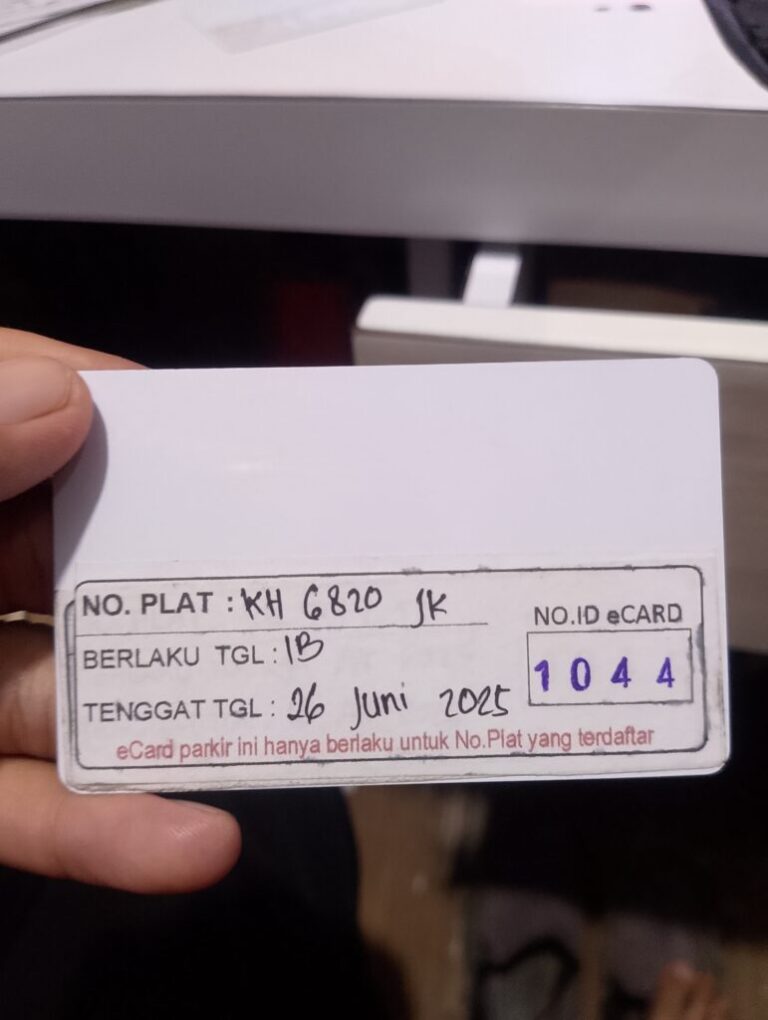 NO. PLAT : KH 6820 JK
NO.ID eCARD
BERLAKU TGL : 1B
1044
TENGGAT TGL : 26 Juni 2025
eCard parkir ini hanya berlaku untuk No.Plat yang terdaftar